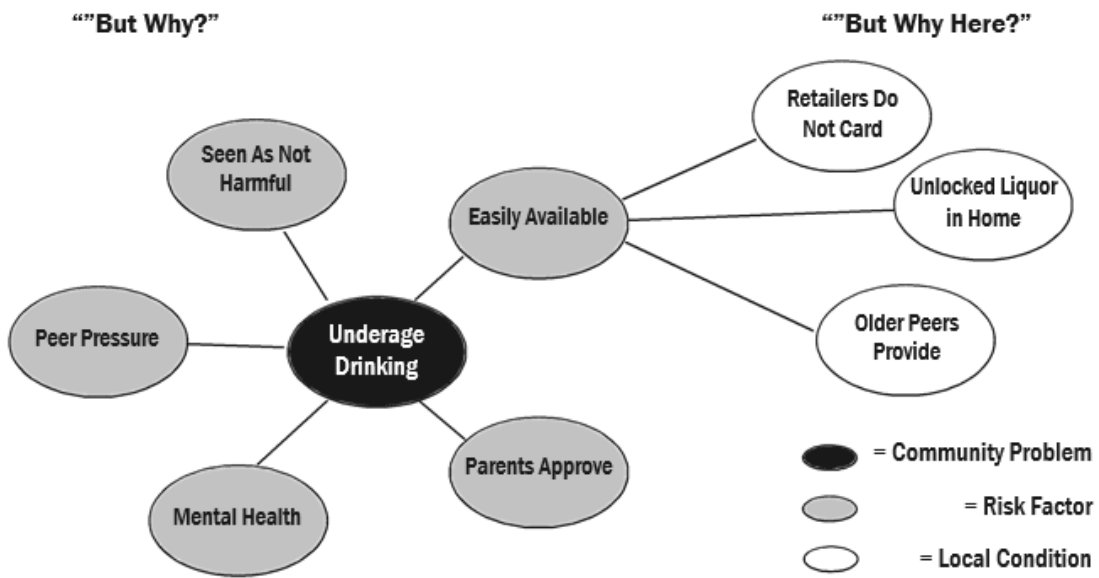 “”But Why?”
“”But Why Here?”
Retailers Do
Not Card
Seen As Not
Harmful
Easily Available
Unlocked Liquor
in Home
Peer Pressure
Underage
Drinking
Older Peers
Provide
Parents Approve
Mental Health
= Community Problem
= Risk Factor
= Local Condition